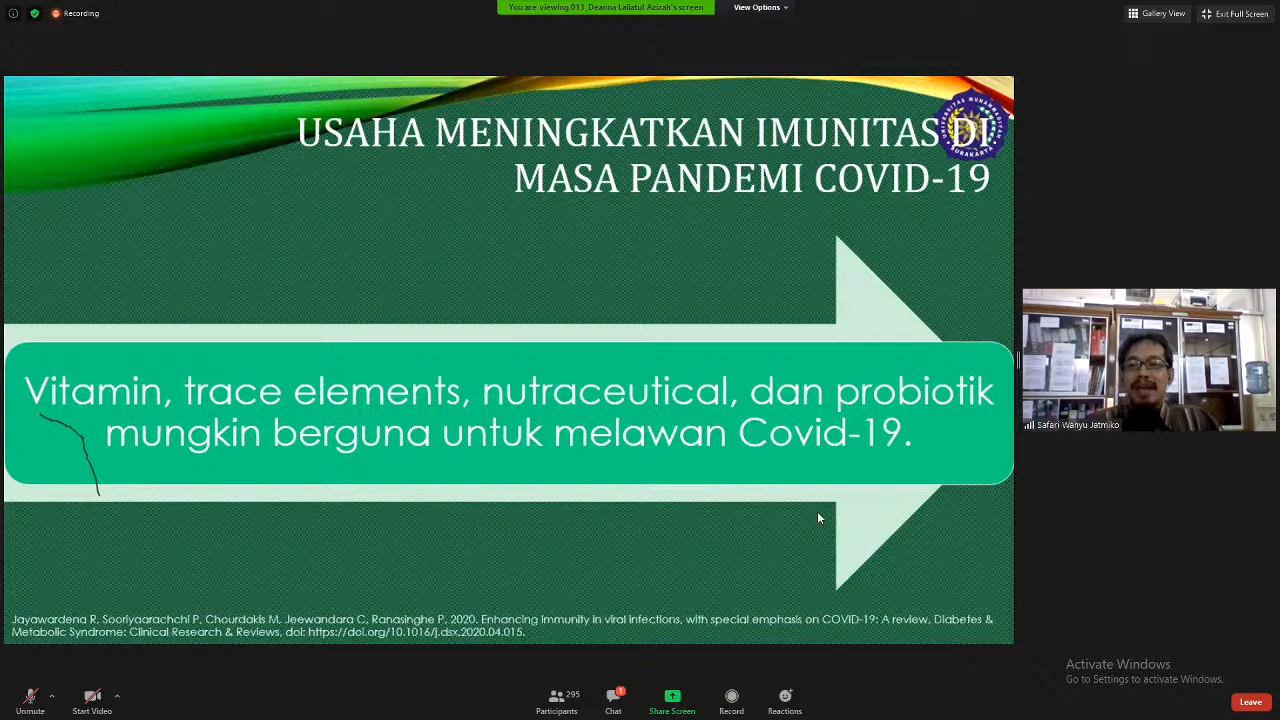 Recording
You are viewing 013_Deanna Lailatul Azizah's screen
View Options
Gallery View
Exit Full Screen
UNIVERSITAS MUHAMMADIYAH SURAKARTA
USAHA MENINGKATKAN IMUNITAS DI
MASA PANDEMI COVID-19
Vitamin, trace elements, nutraceutical, dan probiotik
mungkin berguna untuk melawan Covid-19.
Safari Wahyu Jatmiko
Jayawardena R, Sooriyaarachchi P, Chourdakis M, Jeewandara C, Ranasinghe P, 2020. Enhancing Immunity in viral infections, with special emphasis on COVID-19: A review, Diabetes &
Metabolic Syndrome: Clinical Research & Reviews, doi: https://doi.org/10.1016/j.dsx.2020.04.015.
Activate Windows
Go to Settings to activate Windows.
Unmute
Start Video
295
Participants
1
Chat
Share Screen
Record
Reactions
Leave